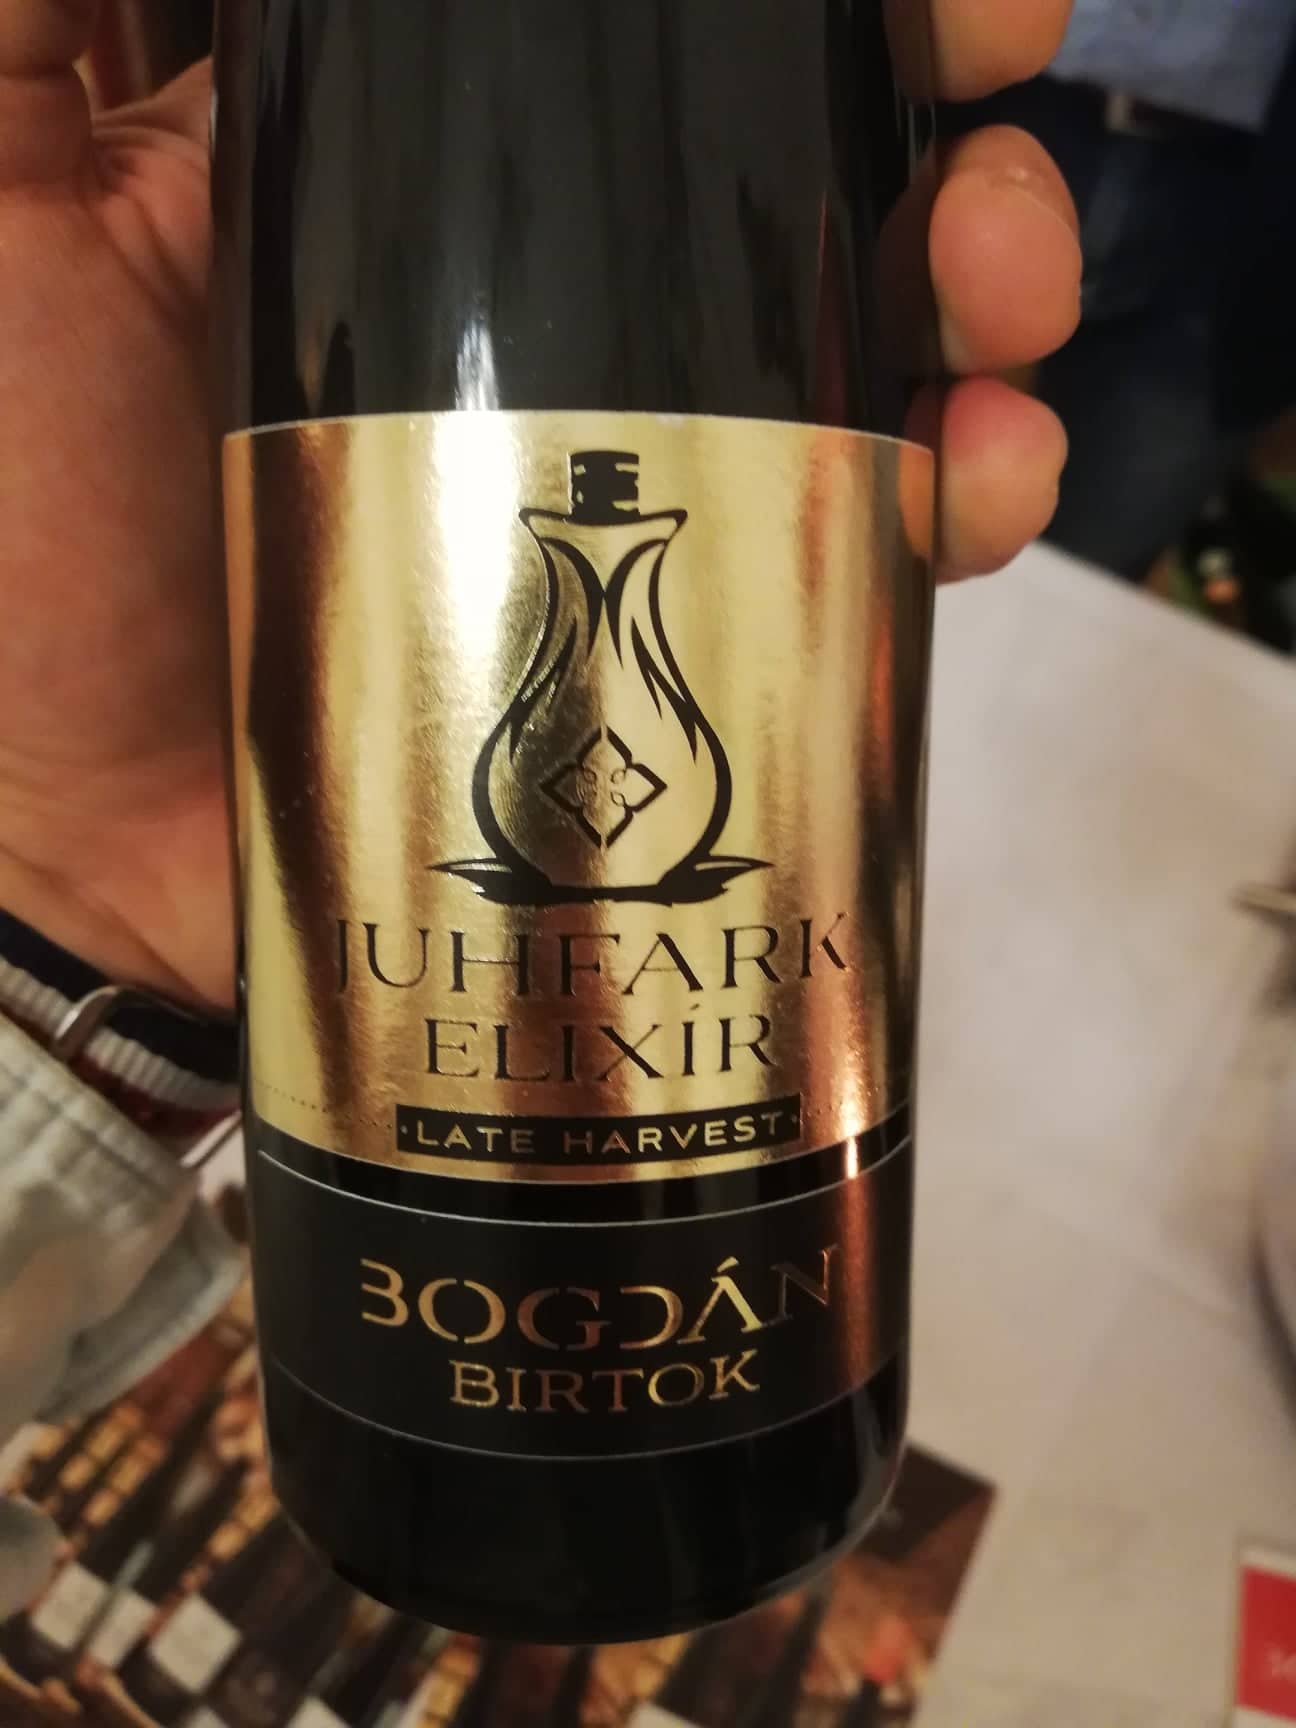 JUHFARK
ELIXÍR
·LATE HARVEST·
BOGDÁN
BIRTOK